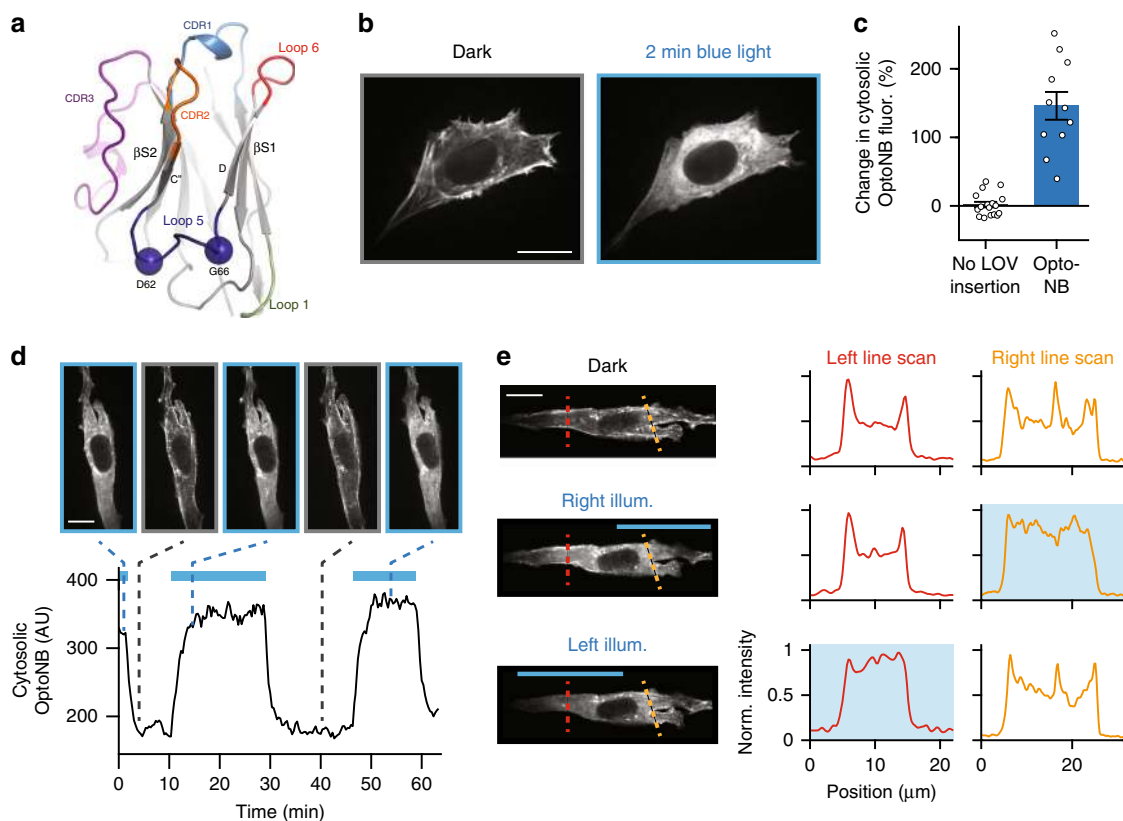 a
CDR1
Loop 6
CDR3
CDR2
βS2
βS1
D
C"
Loop 5
G66
D62
Loop 1
b
Dark
2 min blue light
c
Change in cytosolic
OptoNB fluor. (%)
200
100
0
No LOV
insertion
Opto-
NB
d
Cytosolic
OptoNB (AU)
400
300
200
0
10
20
30
40
50
60
Time (min)
e
Dark
Right illum.
Left illum.
Left line scan
Right line scan
Norm. intensity
1
0.5
0
0
10
20
0
20
Position (μm)